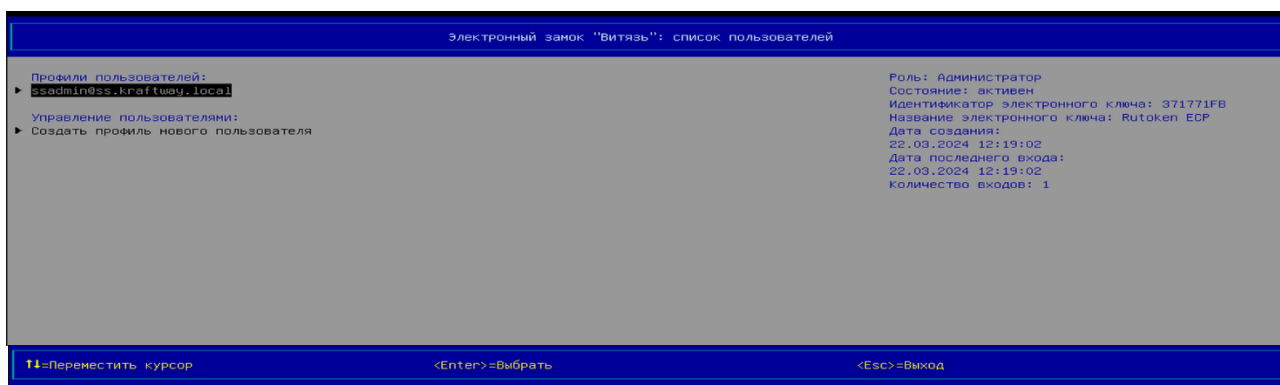 Электронный замок "Витязь": список пользователей
Профили пользователей:
ssadmin@ss.kraftway.local
Управление пользователями:
Создать профиль нового пользователя
Роль: Администратор
Состояние: активен
Идентификатор электронного ключа: 371771FB
Название электронного ключа: Rutoken ECP
Дата создания:
22.03.2024 12:19:02
Дата последнего входа:
22.03.2024 12:19:02
Количество входов: 1
↑↓=Переместить курсор <Enter>=Выбрать <Esc>=Выход